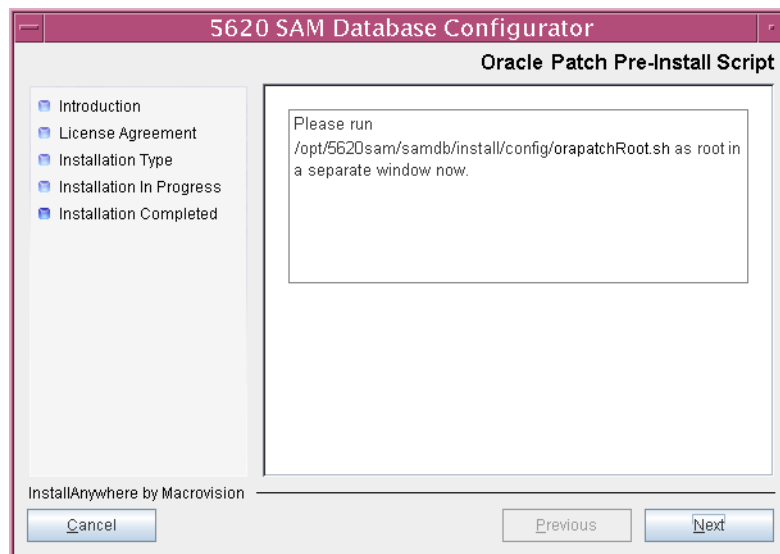 5620 SAM Database Configurator
Oracle Patch Pre-Install Script
Introduction
License Agreement
Installation Type
Installation In Progress
Installation Completed
Please run
/opt/5620sam/samdb/install/config/orapatchRoot.sh as root in
a separate window now.
InstallAnywhere by Macrovision
Cancel
Previous
Next